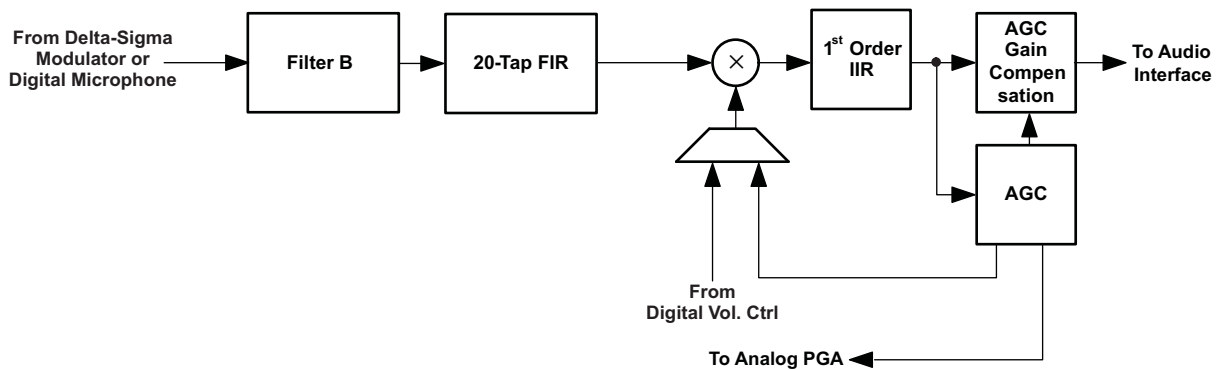 From Delta-Sigma
Modulator or
Digital Microphone
Filter B
20-Tap FIR
×
1st Order
IIR
AGC
Gain
Compen
sation
To Audio
Interface
AGC
From
Digital Vol. Ctrl
To Analog PGA